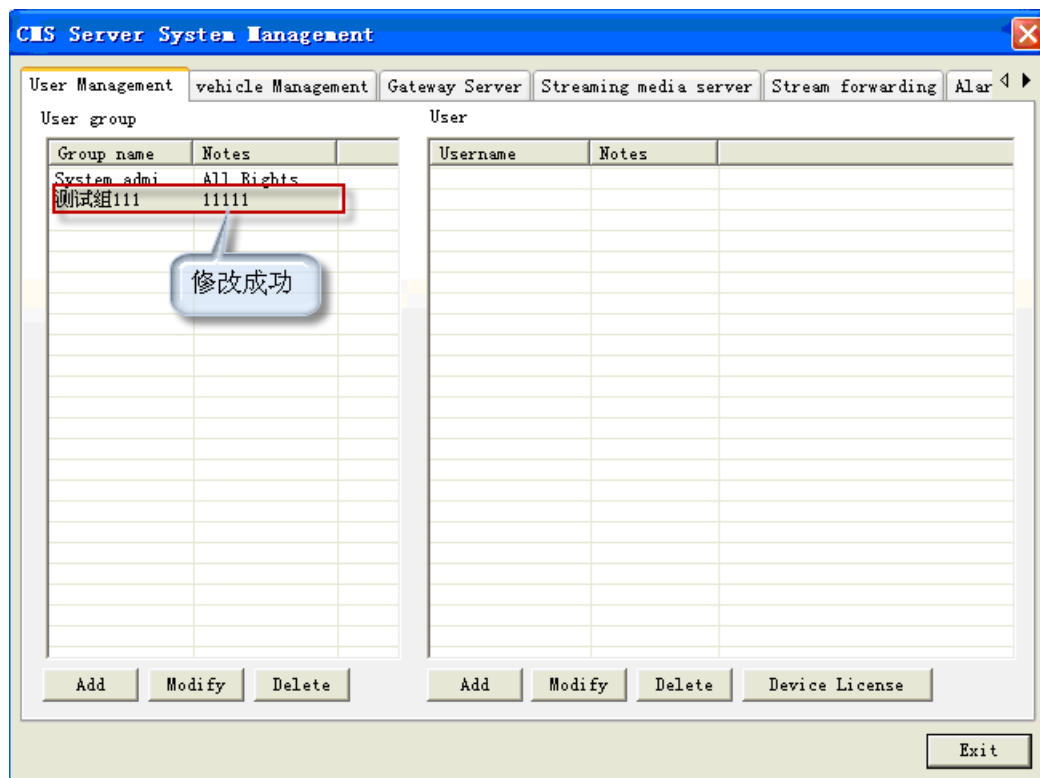 CMS Server System Management
User Management vehicle Management Gateway Server Streaming media server Stream forwarding Alar
User group
User
Group name Notes
Username Notes
System admi All Rights
测试组111 11111
修改成功
Add Modify Delete
Add Modify Delete Device License
Exit